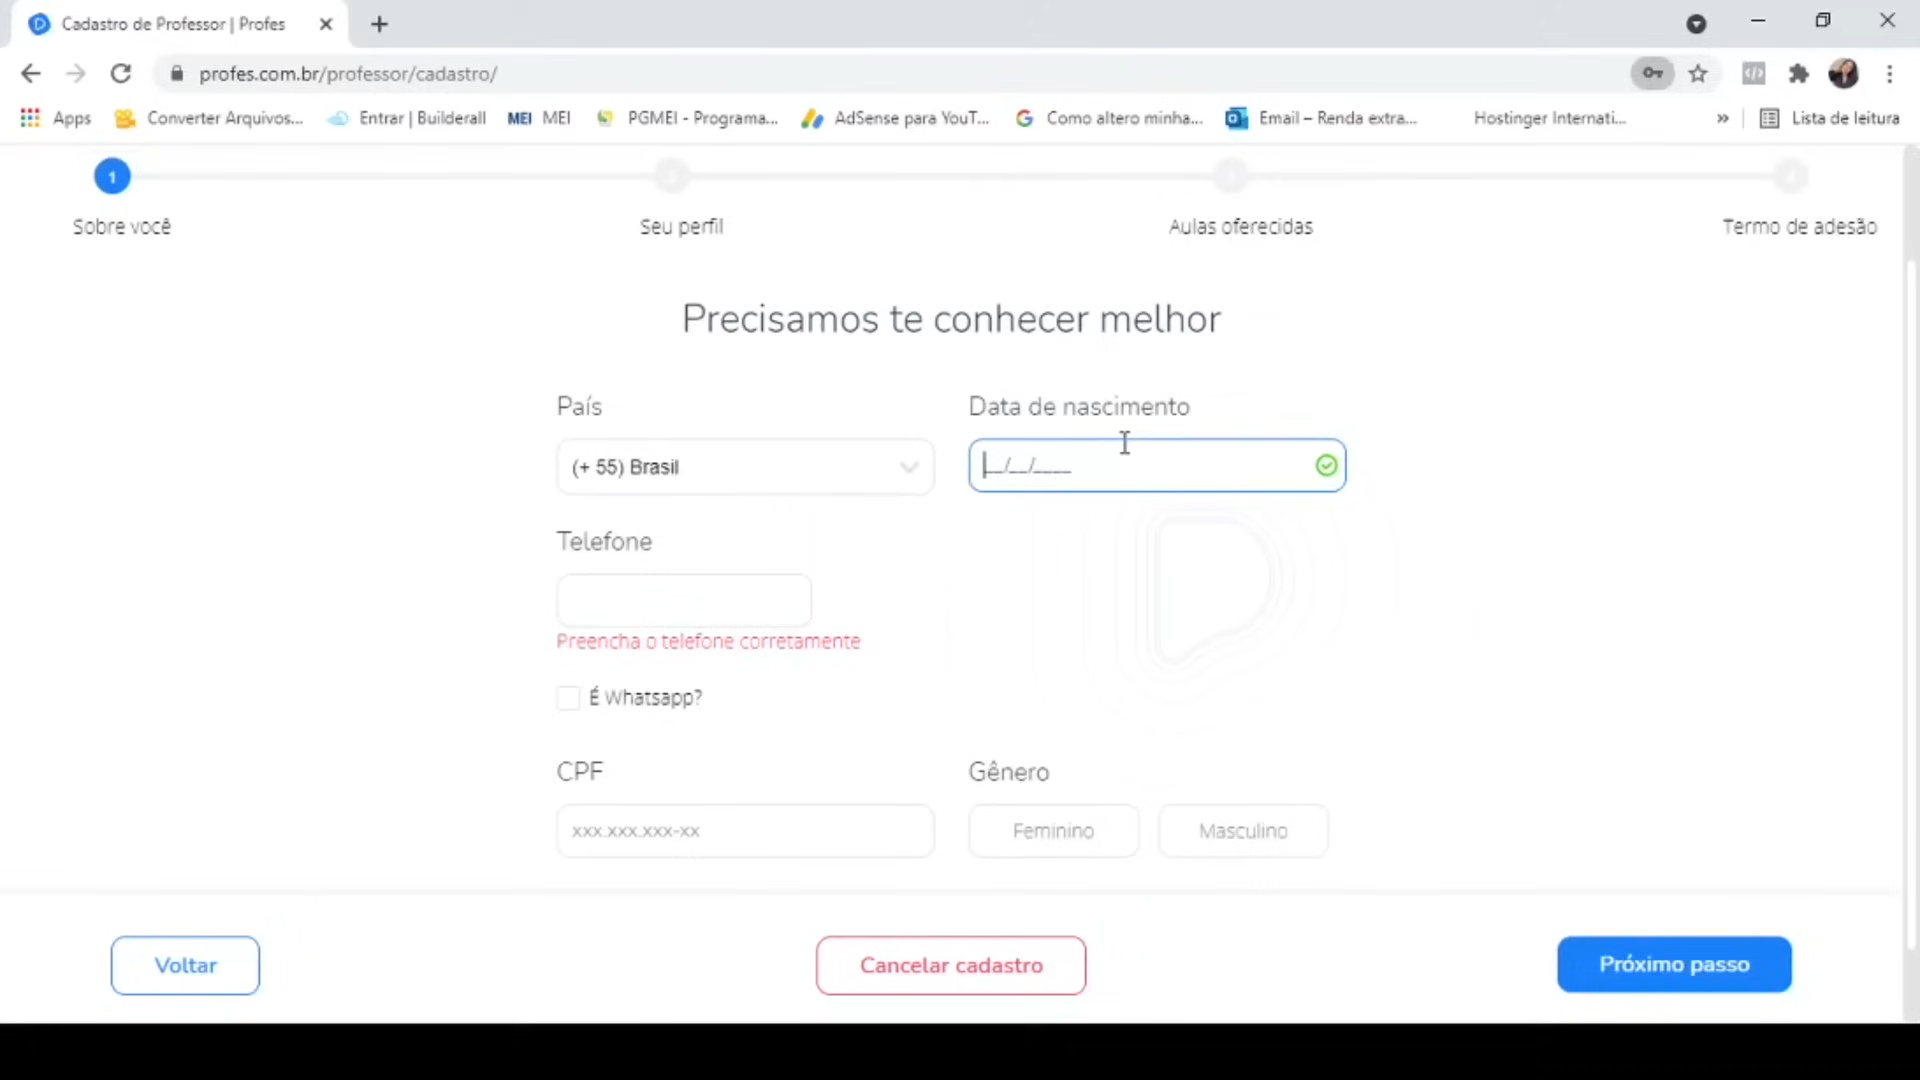 Cadastro de Professor | Profes
profes.com.br/professor/cadastro/
Apps
Converter Arquivos...
Entrar | Builderall
MEI MEI
PGMEI - Programa...
AdSense para YouT...
Como altero minha...
Email – Renda extra...
Hostinger Internati...
»
Lista de leitura
1
Sobre você
Seu perfil
Aulas oferecidas
Termo de adesão
Precisamos te conhecer melhor
País
Data de nascimento
(+ 55) Brasil
__/__/____
Telefone
Preencha o telefone corretamente
É Whatsapp?
CPF
Gênero
xxx.xxx.xxx-xx
Feminino
Masculino
Voltar
Cancelar cadastro
Próximo passo